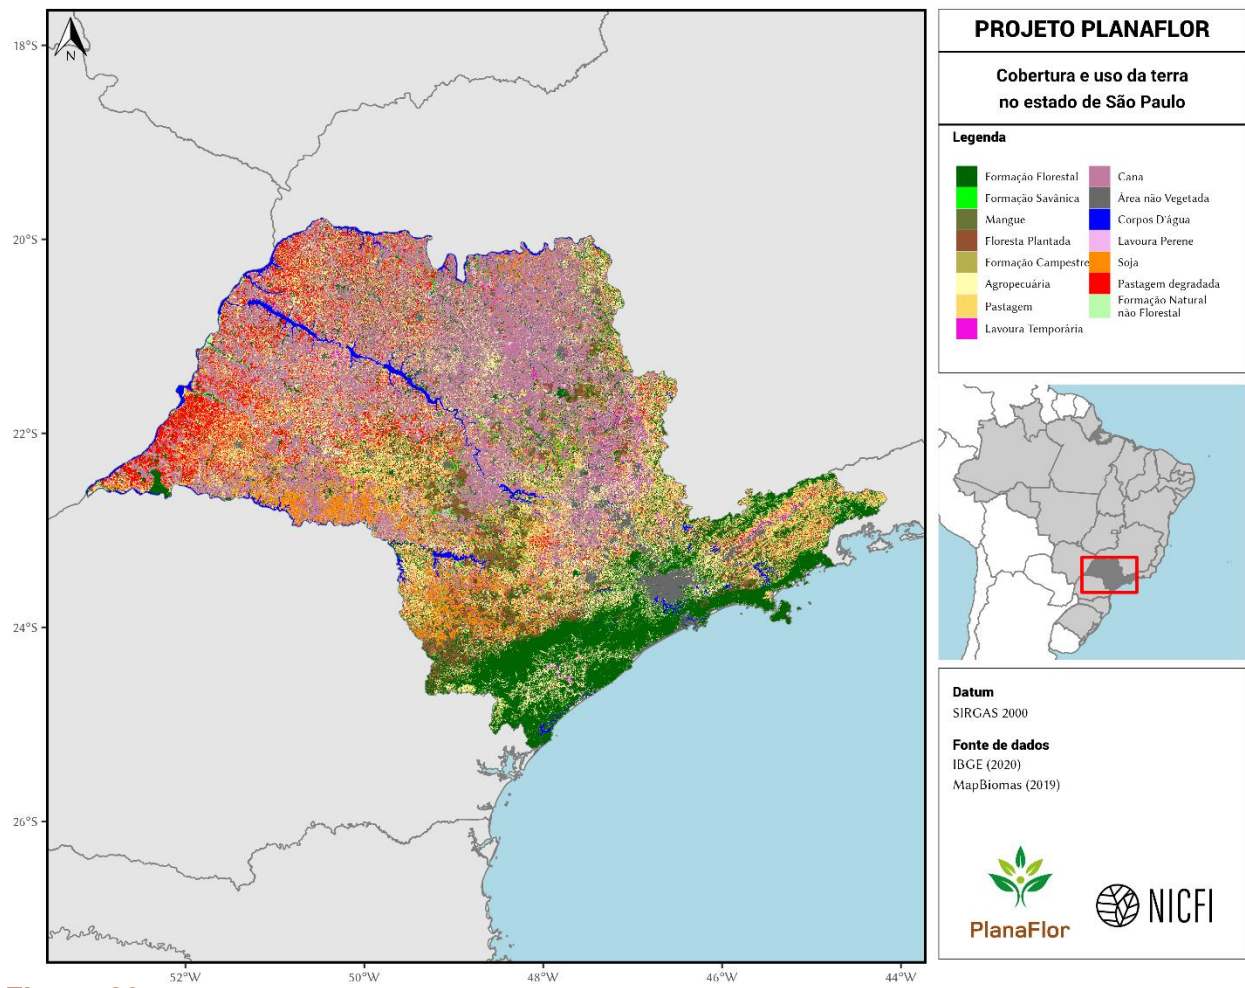 PROJETO PLANAFLOR
Cobertura e uso da terra
no estado de São Paulo
Legenda
Formação Florestal
Formação Savânica
Mangue
Floresta Plantada
Formação Campestre
Agropecuária
Pastagem
Lavoura Temporária
Cana
Área não Vegetada
Corpos D'água
Lavoura Perene
Soja
Pastagem degradada
Formação Natural
não Florestal
N
18°S
20°S
22°S
24°S
26°S
52°W
50°W
48°W
46°W
44°W
Datum
SIRGAS 2000
Fonte de dados
IBGE (2020)
MapBiomas (2019)
PlanaFlor
NICFI